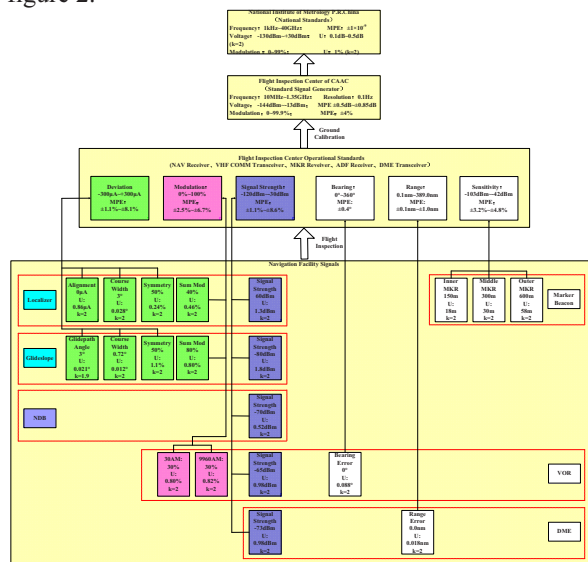 figure 2.
National Institute of Metrology P.R.China
(National Standards)
Frequency: 1kHz~40GHz MPE: ±1×10
Voltage: -130dBm~+30dBm U: 0.1dB~0.5dB
(k=2)
Modulation: 0~99% U: 1% (k=2)
Flight Inspection Center of CAAC
(Standard Signal Generator)
Frequency: 10MHz~1.35GHz Resolution: 0.1Hz
Voltage: -144dBm~13dBm MPE ±0.5dB~±0.85dB
Modulation: 0~99.9% MPE: ±4%
Ground
Calibration
Flight Inspection Center Operational Standards
(NAV Receiver, VHF COMM Transceiver, MKR Reveiver, ADF Receiver, DME Transceiver)
Deviation
-300μA~+300μA
MPE:
±1.1%~±8.1%
Modulation:
0%~100%
MPE:
±2.5%~±6.7%
Signal Strength:
-120dBm~-30dBm
MPE:
±1.1%~±8.6%
Bearing:
0°~360°
MPE:
±0.4°
Range:
0.1nm~389.0nm
MPE:
±0.1nm~±1.0nm
Sensitivity:
-103dBm~-42dBm
MPE:
±3.2%~±4.8%
Flight
Inspection
Navigation Facility Signals
Localizer
Alignment
0μA
U:
0.86μA
k=2
Course
Width
3°
U:
0.028°
k=2
Symmetry
50%
U:
0.24%
k=2
Sum Mod
40%
U:
0.46%
k=2
Signal
Strength
60dBm
U:
1.3dBm
k=2
Inner
MKR
150m
U:
18m
k=2
Middle
MKR
300m
U:
30m
k=2
Outer
MKR
600m
U:
58m
k=2
Marker
Beacon
Glideslope
Glidepath
Angle
3°
U:
0.021°
k=1.9
Course
Width
0.72°
U:
0.012°
k=2
Symmetry
50%
U:
1.1%
k=2
Sum Mod
80%
U:
0.80%
k=2
Signal
Strength
-80dBm
U:
1.0dBm
k=2
NDB
Signal
Strength
-70dBm
U:
0.52dBm
k=2
30AM:
30%
U:
0.80%
k=2
9960AM:
30%
U:
0.82%
k=2
Signal
Strength
-65dBm
U:
0.98dBm
k=2
Bearing
Error
0°
U:
0.088°
k=2
VOR
Signal
Strength
-73dBm
U:
0.90dBm
k=2
Range
Error
0.0nm
U:
0.018nm
k=2
DME